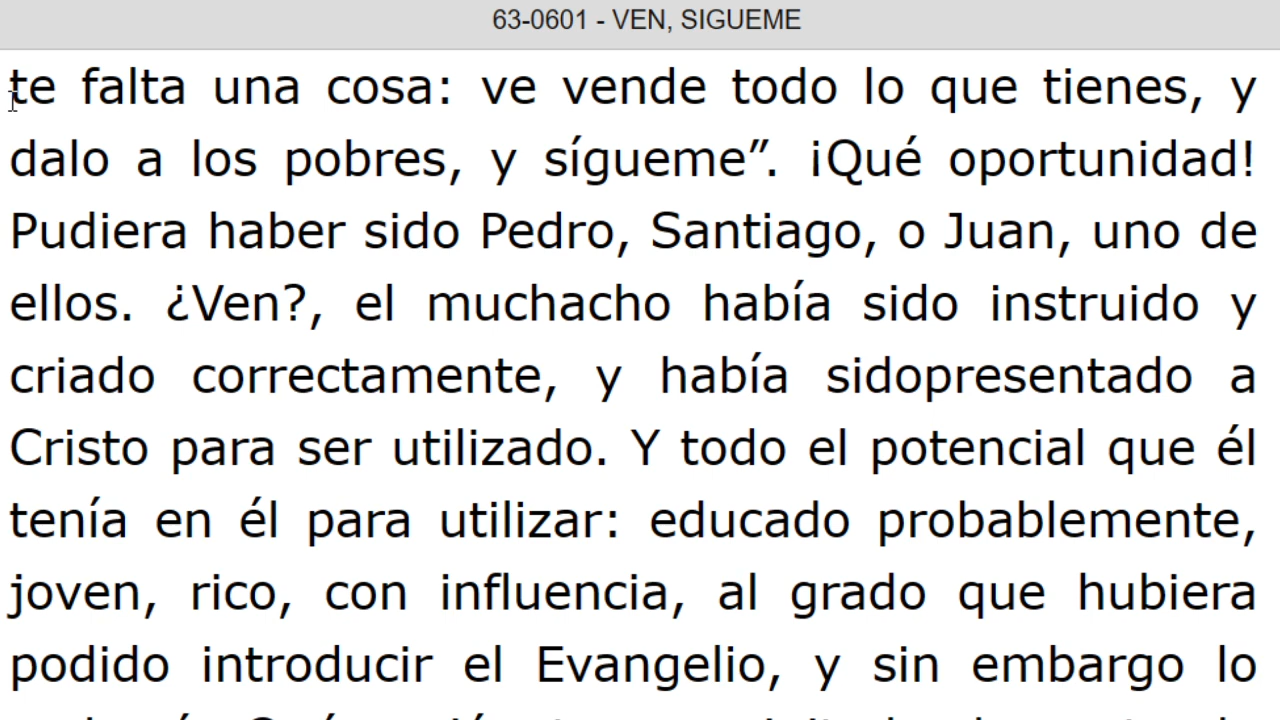 63-0601 - VEN, SIGUEME
te falta una cosa: ve vende todo lo que tienes, y
dalo a los pobres, y sígueme”. ¡Qué oportunidad!
Pudiera haber sido Pedro, Santiago, o Juan, uno de
ellos. ¿Ven?, el muchacho había sido instruido y
criado correctamente, y había sidopresentado a
Cristo para ser utilizado. Y todo el potencial que él
tenía en él para utilizar: educado probablemente,
joven, rico, con influencia, al grado que hubiera
podido introducir el Evangelio, y sin embargo lo